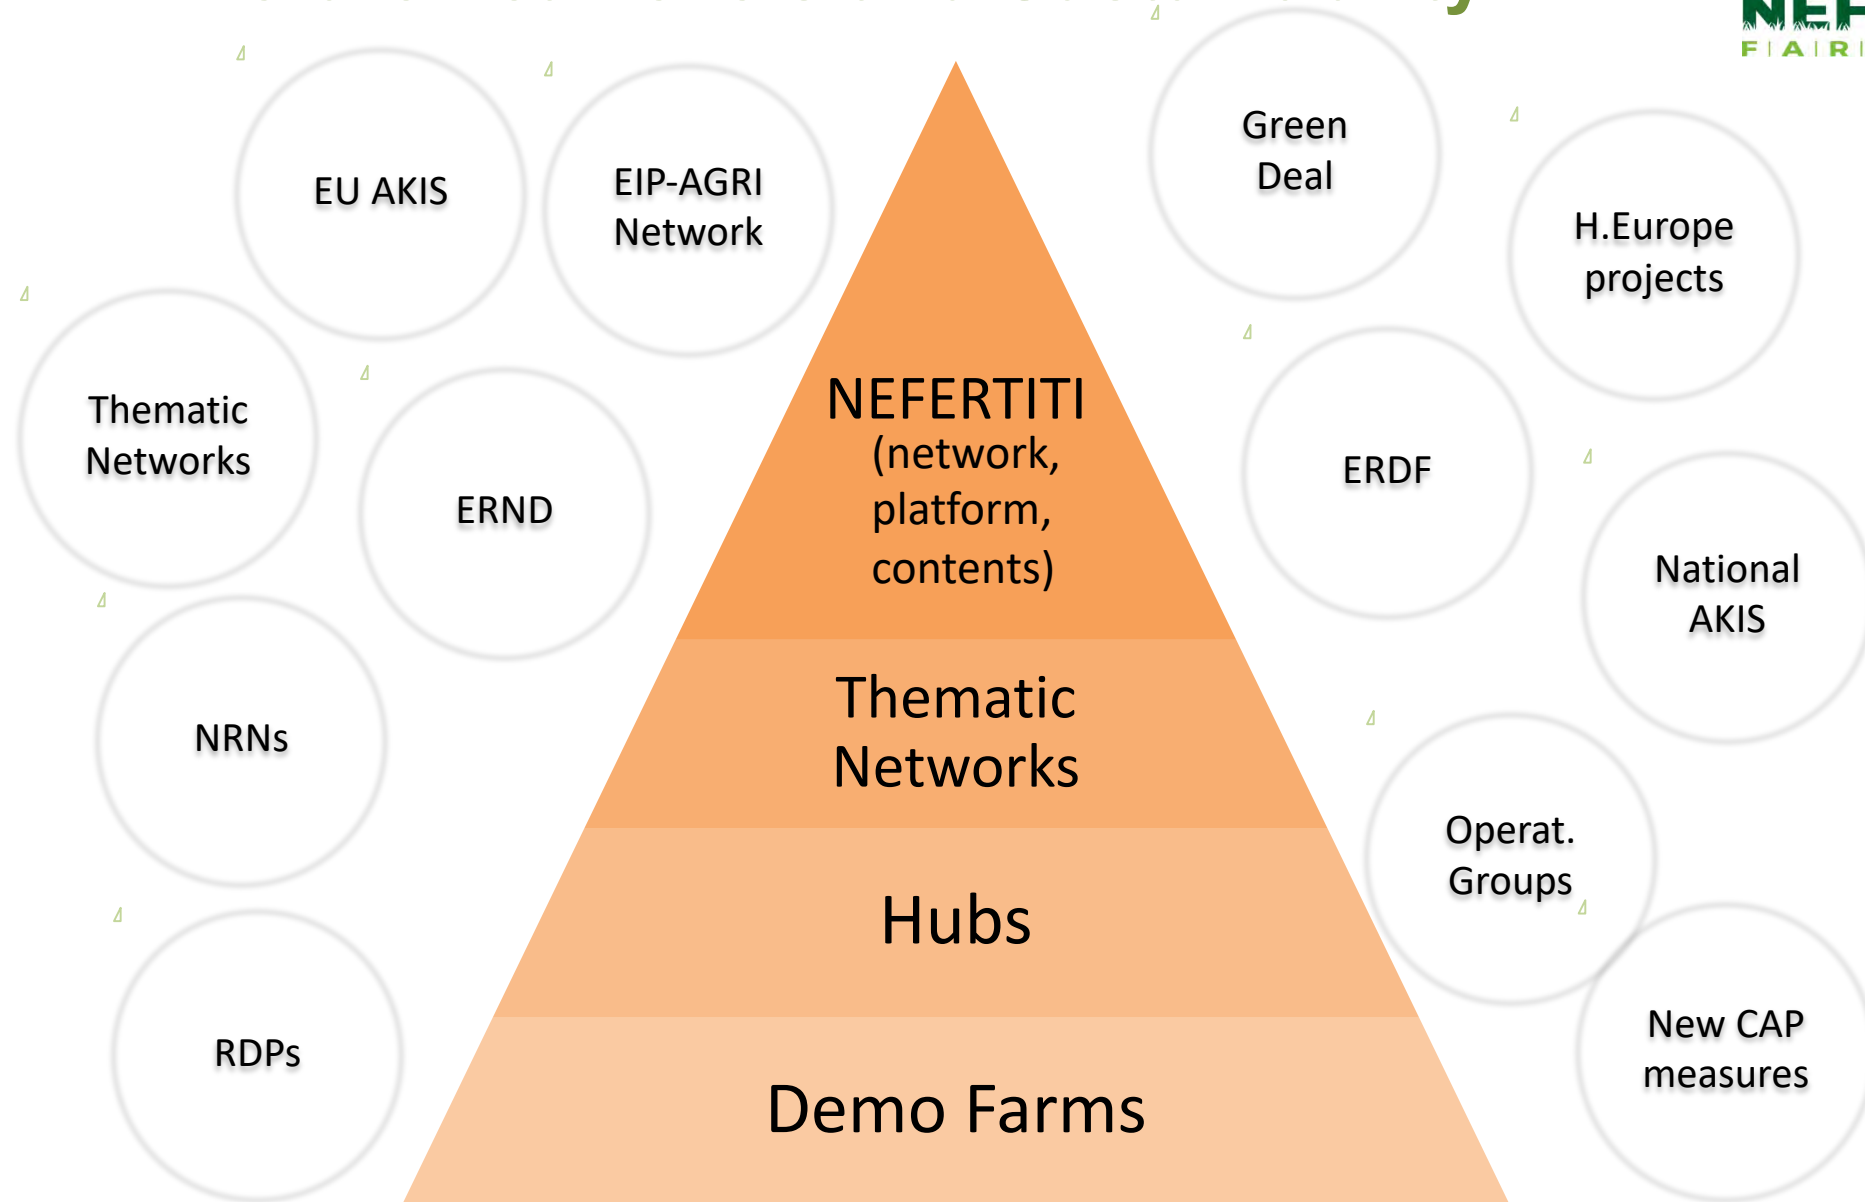 EU AKIS
EIP-AGRI
Network
Thematic
Networks
ERND
NRNs
RDPs
NEFERTITI
(network,
platform,
contents)
Thematic
Networks
Hubs
Demo Farms
Green
Deal
H.Europe
projects
ERDF
National
AKIS
Operat.
Groups
New CAP
measures